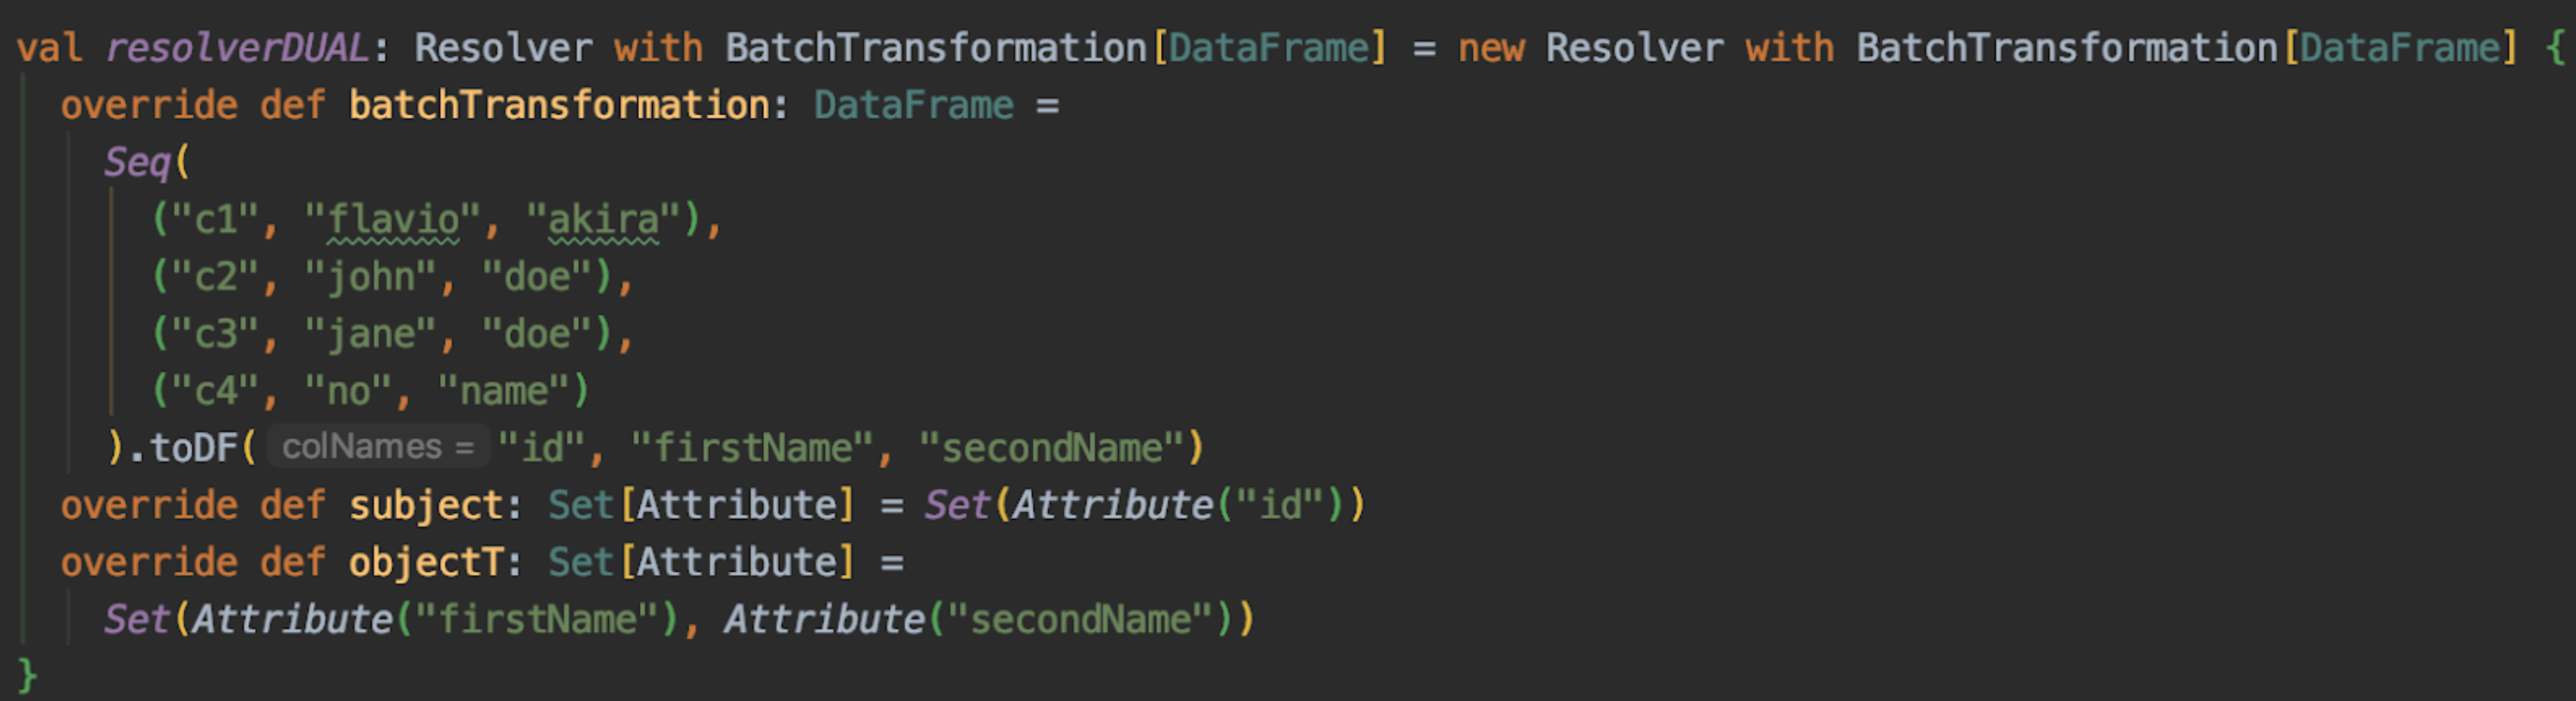 val resolverDUAL: Resolver with BatchTransformation[DataFrame] = new Resolver with BatchTransformation[DataFrame] {
override def batchTransformation: DataFrame =
Seq(
("c1", "flavio", "akira"),
("c2", "john", "doe"),
("c3", "jane", "doe"),
("c4", "no", "name")
).toDF( colNames = "id", "firstName", "secondName")
override def subject: Set[Attribute] = Set(Attribute("id"))
override def objectT: Set[Attribute] =
Set(Attribute("firstName"), Attribute("secondName"))
}